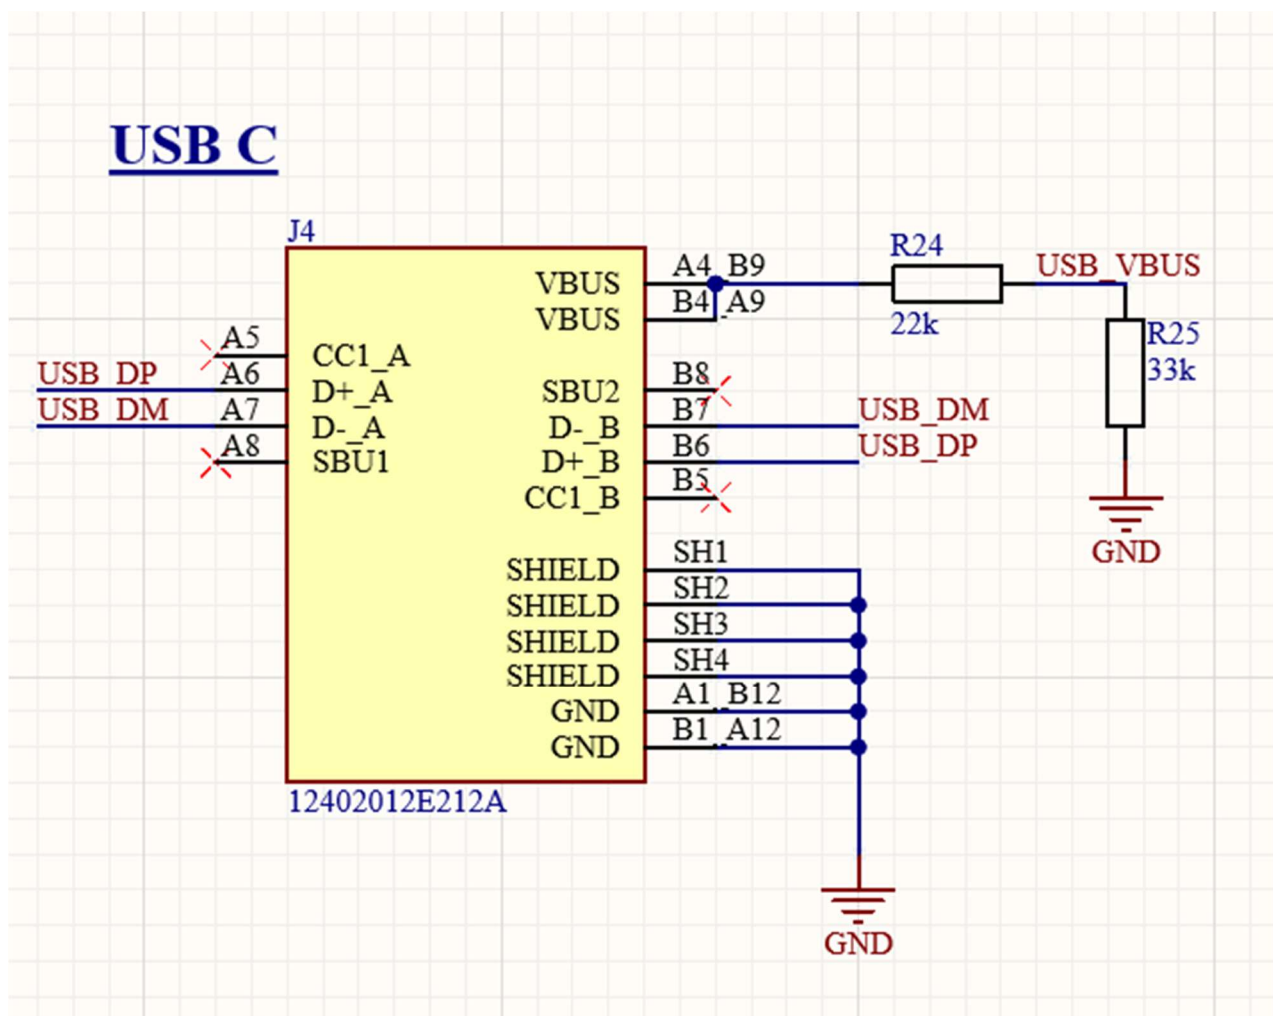 USB C
J4
A5
CC1_A
USB_DP
A6
D+_A
USB_DM
A7
D-_A
A8
SBU1
VBUS
A4_B9
VBUS
B4_A9
SBU2
B8
D-_B
B7
USB_DM
D+_B
B6
USB_DP
CC1_B
B5
SHIELD
SH1
SHIELD
SH2
SHIELD
SH3
SHIELD
SH4
GND
A1_B12
GND
B1_A12
12402012E212A
GND
R24
22k
USB_VBUS
R25
33k
GND